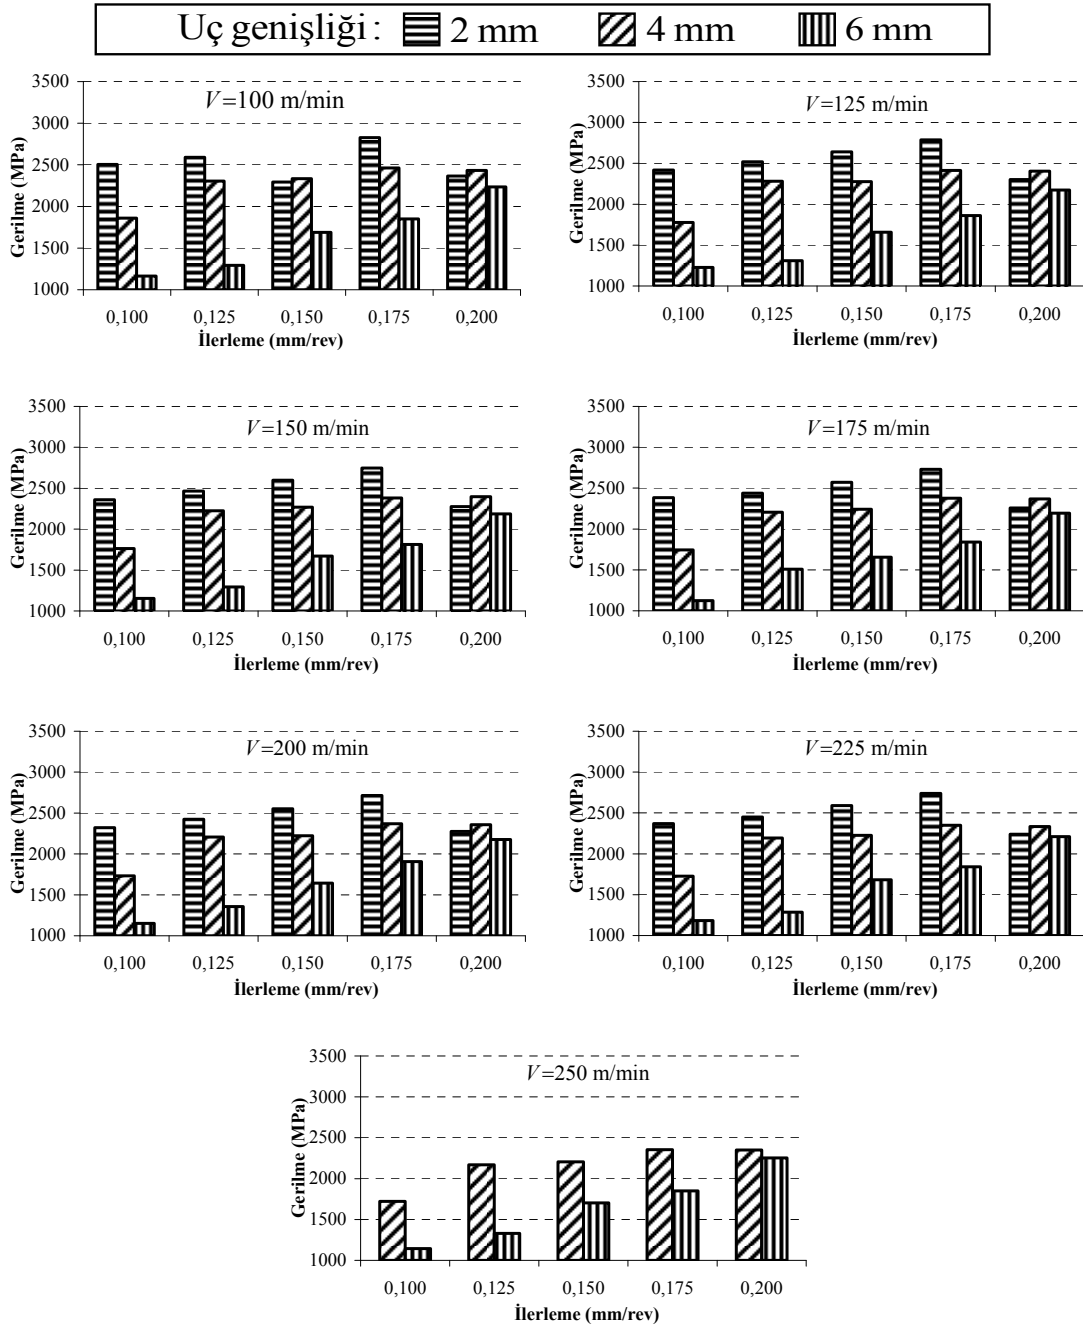 Uç genişliği: 2 mm 4 mm 6 mm
V=100 m/min
Gerilme (MPa)
3500
3000
2500
2000
1500
1000
0,100 0,125 0,150 0,175 0,200
İlerleme (mm/rev)
V=125 m/min
Gerilme (MPa)
3500
3000
2500
2000
1500
1000
0,100 0,125 0,150 0,175 0,200
İlerleme (mm/rev)
V=150 m/min
Gerilme (MPa)
3500
3000
2500
2000
1500
1000
0,100 0,125 0,150 0,175 0,200
İlerleme (mm/rev)
V=175 m/min
Gerilme (MPa)
3500
3000
2500
2000
1500
1000
0,100 0,125 0,150 0,175 0,200
İlerleme (mm/rev)
V=200 m/min
Gerilme (MPa)
3500
3000
2500
2000
1500
1000
0,100 0,125 0,150 0,175 0,200
İlerleme (mm/rev)
V=225 m/min
Gerilme (MPa)
3500
3000
2500
2000
1500
1000
0,100 0,125 0,150 0,175 0,200
İlerleme (mm/rev)
V=250 m/min
Gerilme (MPa)
3500
3000
2500
2000
1500
1000
0,100 0,125 0,150 0,175 0,200
İlerleme (mm/rev)